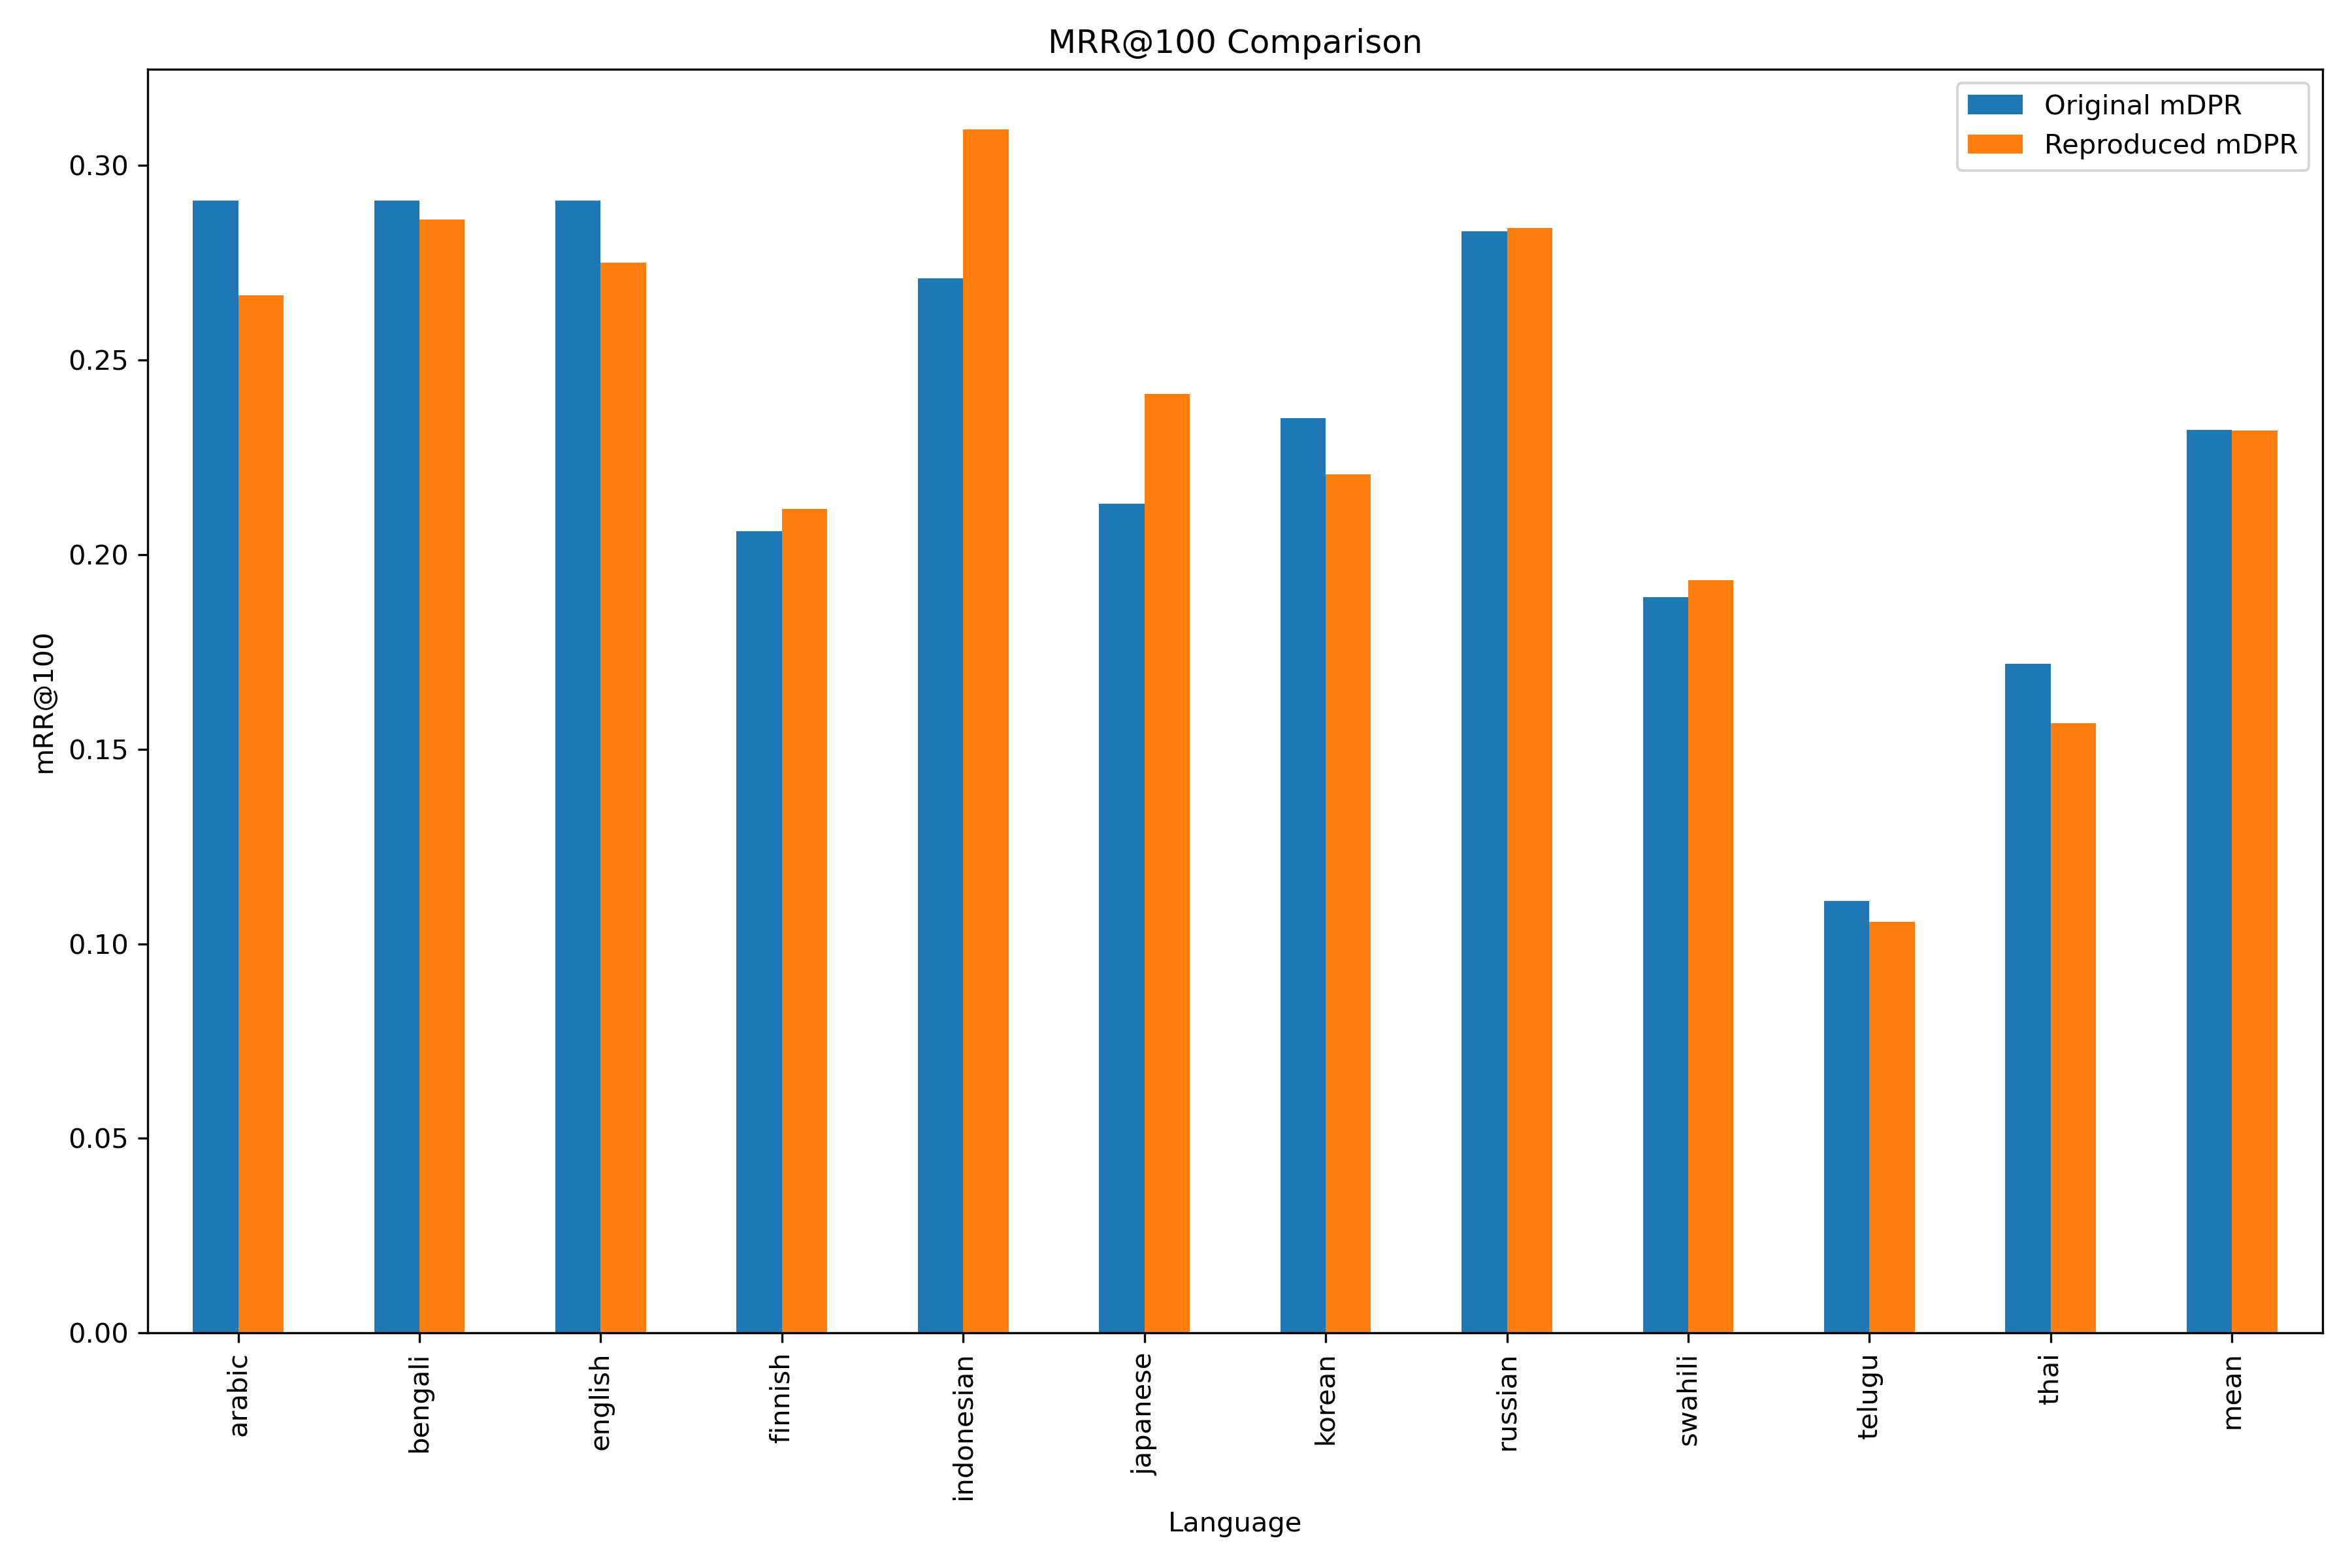 MRR@100 Comparison
Original mDPR
Reproduced mDPR
mRR@100
0.30
0.25
0.20
0.15
0.10
0.05
0.00
arabic
bengali
english
finnish
indonesian
japanese
korean
russian
swahili
telugu
thai
mean
Language